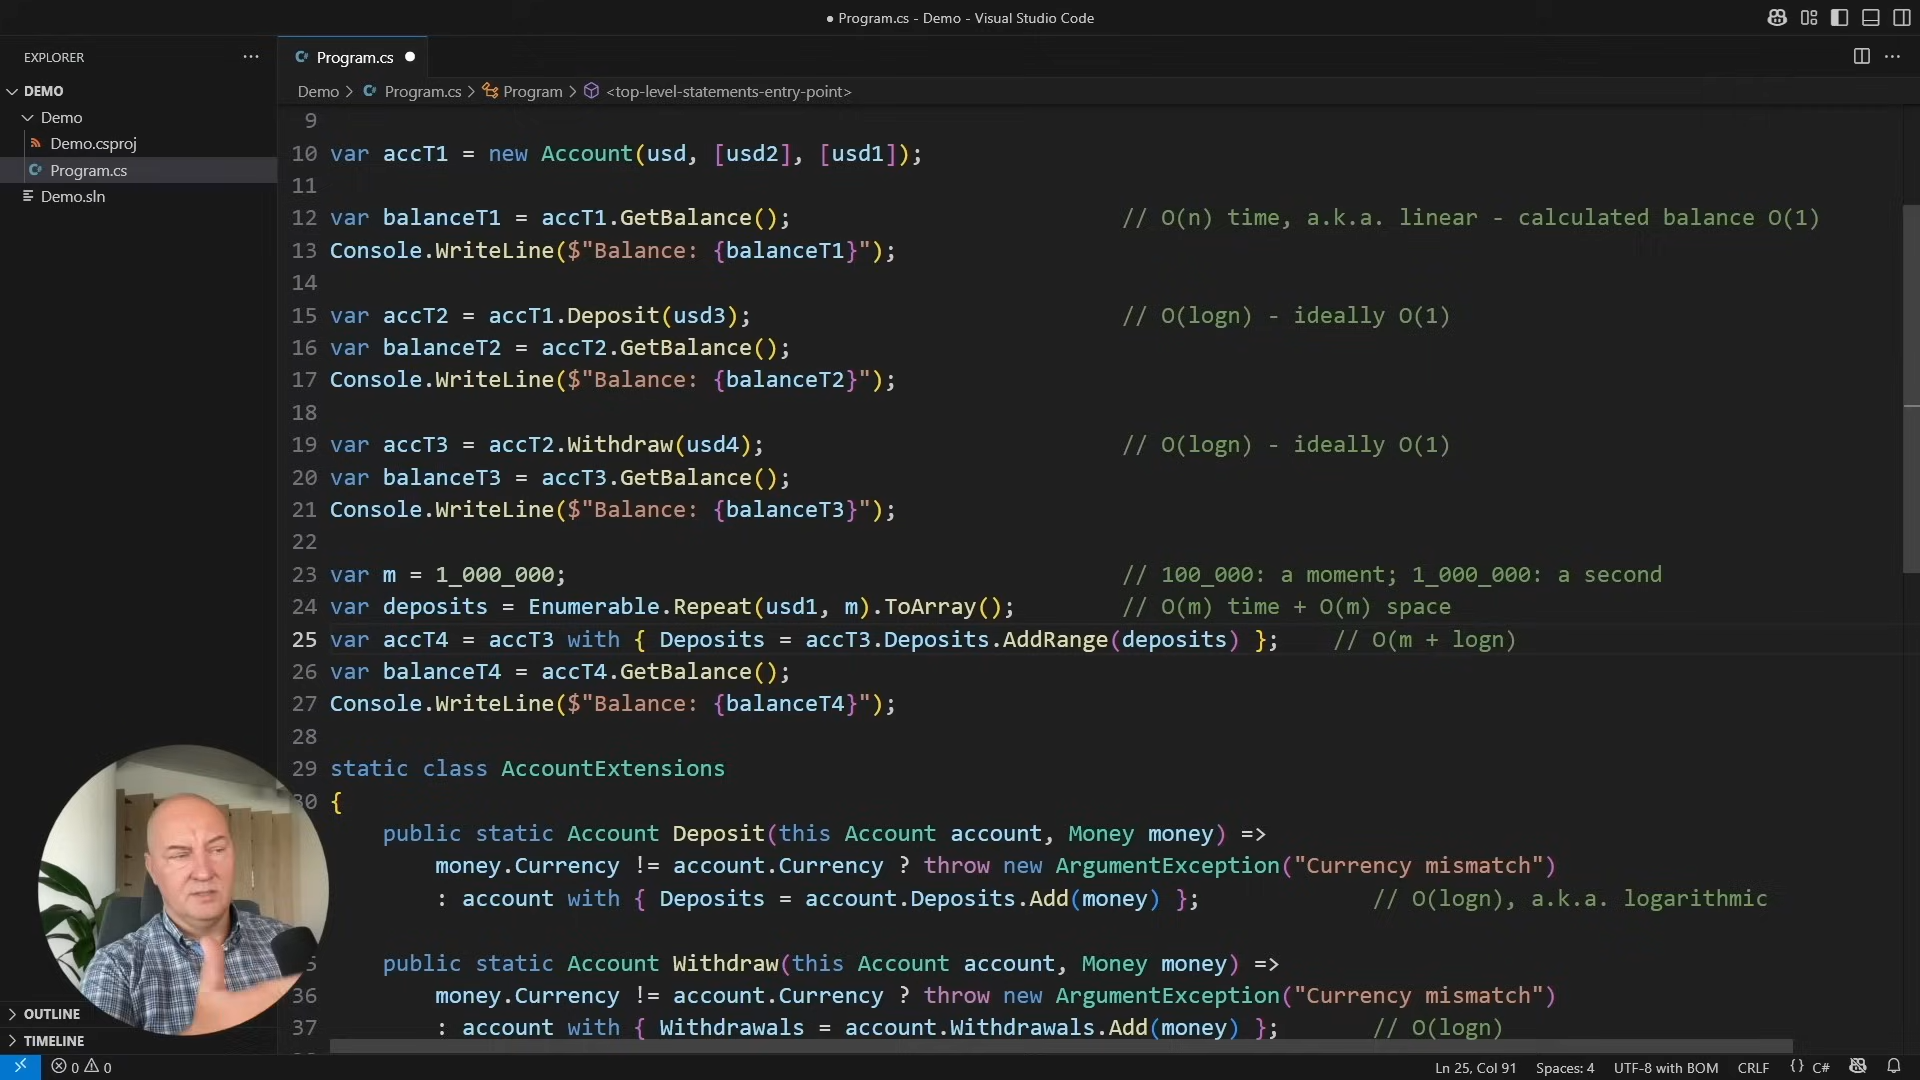 ● Program.cs - Demo - Visual Studio Code
EXPLORER
DEMO
Demo
Demo.csproj
Program.cs
Demo.sln
OUTLINE
TIMELINE
Program.cs
Demo > Program.cs > Program > <top-level-statements-entry-point>
9
10 var accT1 = new Account(usd, [usd2], [usd1]);
11
12 var balanceT1 = accT1.GetBalance(); // O(n) time, a.k.a. linear - calculated balance O(1)
13 Console.WriteLine($"Balance: {balanceT1}");
14
15 var accT2 = accT1.Deposit(usd3); // O(logn) - ideally O(1)
16 var balanceT2 = accT2.GetBalance();
17 Console.WriteLine($"Balance: {balanceT2}");
18
19 var accT3 = accT2.Withdraw(usd4); // O(logn) - ideally O(1)
20 var balanceT3 = accT3.GetBalance();
21 Console.WriteLine($"Balance: {balanceT3}");
22
23 var m = 1_000_000; // 100_000: a moment; 1_000_000: a second
24 var deposits = Enumerable.Repeat(usd1, m).ToArray(); // O(m) time + O(m) space
25 var accT4 = accT3 with { Deposits = accT3.Deposits.AddRange(deposits) }; // O(m + logn)
26 var balanceT4 = accT4.GetBalance();
27 Console.WriteLine($"Balance: {balanceT4}");
28
29 static class AccountExtensions
30 {
public static Account Deposit(this Account account, Money money) =>
money.Currency != account.Currency ? throw new ArgumentException("Currency mismatch")
: account with { Deposits = account.Deposits.Add(money) }; // O(logn), a.k.a. logarithmic
5 public static Account Withdraw(this Account account, Money money) =>
36 money.Currency != account.Currency ? throw new ArgumentException("Currency mismatch")
37 : account with { Withdrawals = account.Withdrawals.Add(money) }; // O(logn)
0 0
Ln 25, Col 91 Spaces: 4 UTF-8 with BOM CRLF {} C#